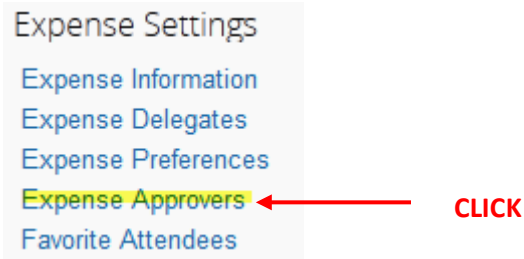 Expense Settings
Expense Information
Expense Delegates
Expense Preferences
Expense Approvers CLICK
Favorite Attendees